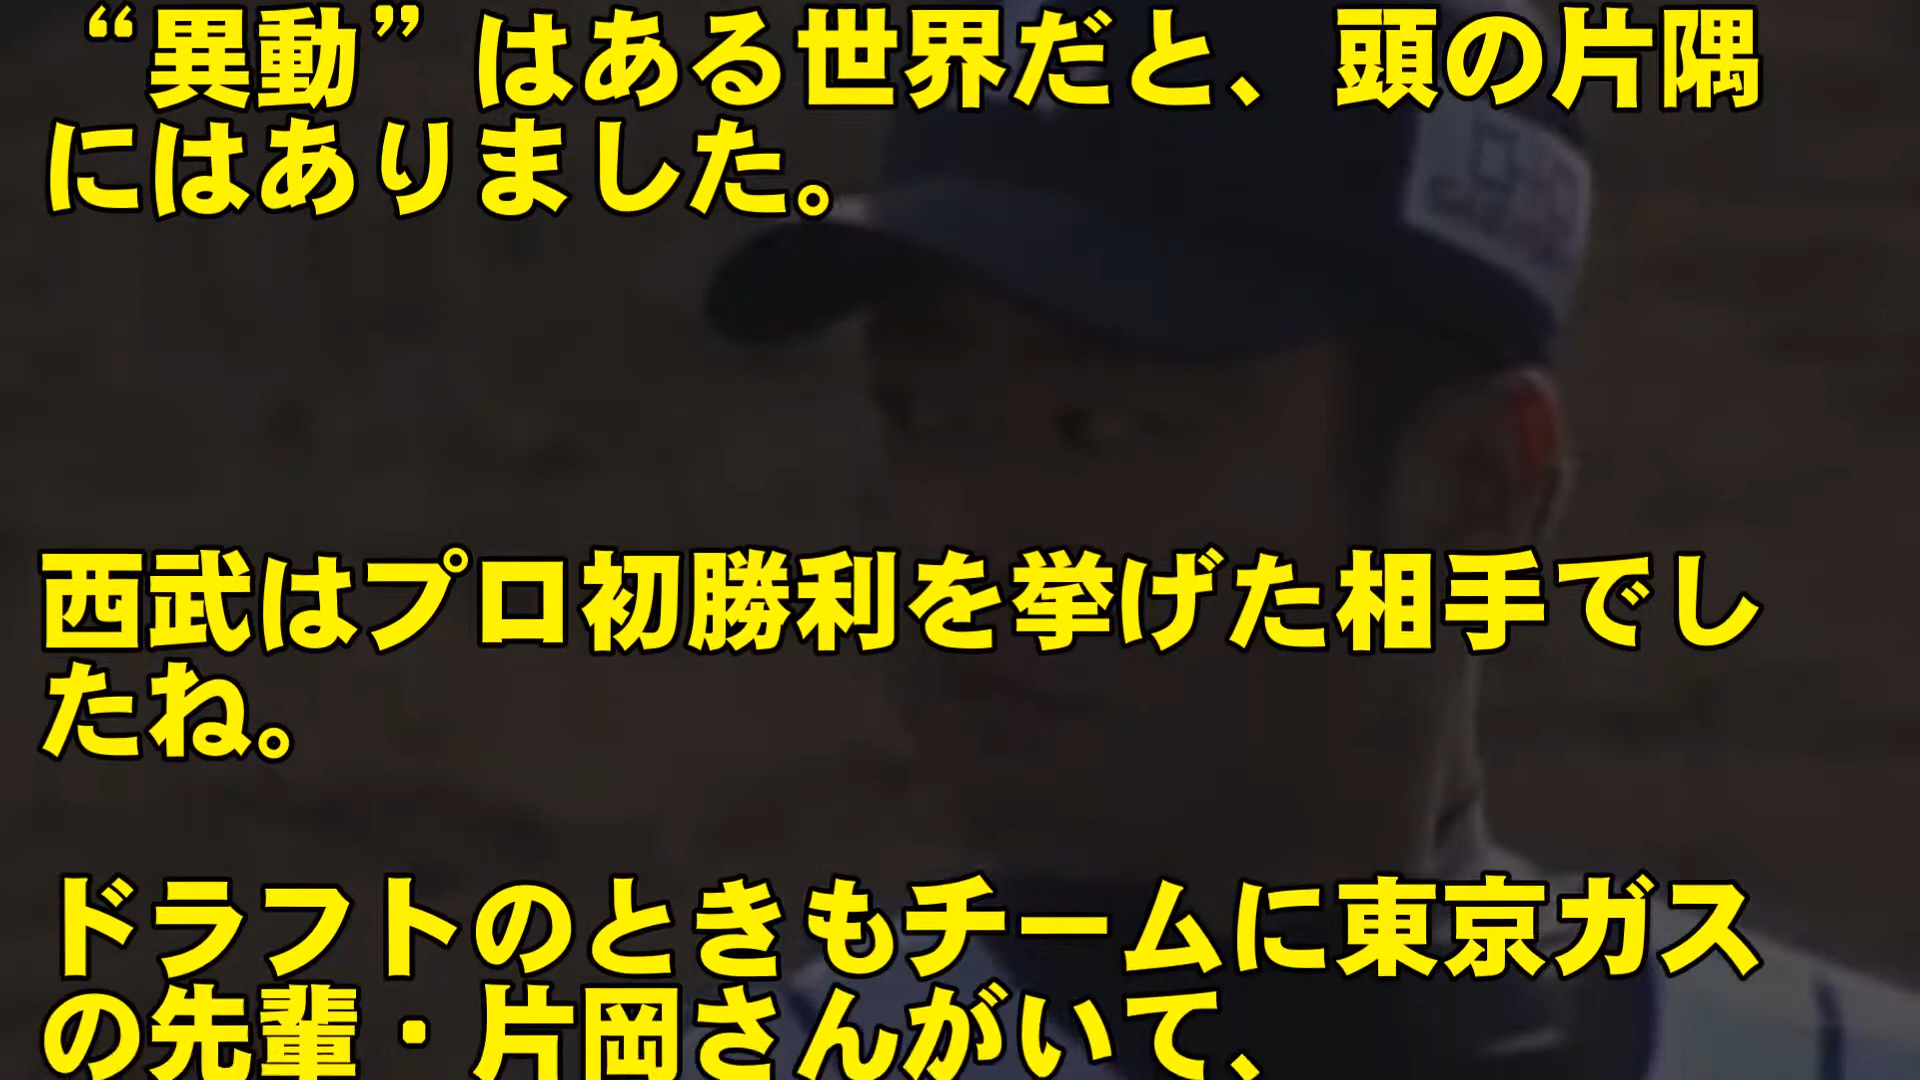 “異動”はある世界だと、頭の片隅
にはありました。
西武はプロ初勝利を挙げた相手でし
たね。
ドラフトのときもチームに東京ガス
の先輩・片岡さんがいて、